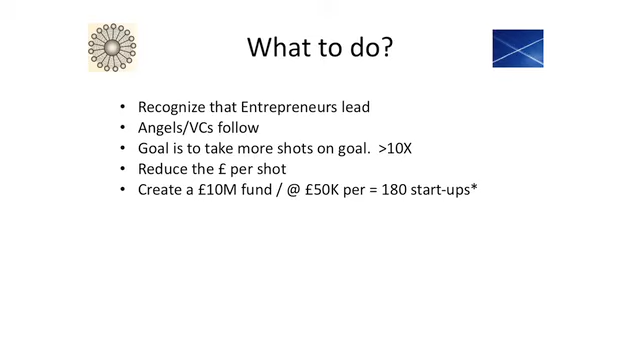 What to do?
• Recognize that Entrepreneurs lead
• Angels/VCs follow
• Goal is to take more shots on goal.  >10X
• Reduce the £ per shot
• Create a £10M fund / @ £50K per = 180 start-ups*